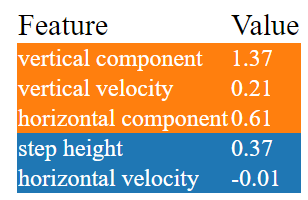 Feature Value
vertical component 1.37
vertical velocity 0.21
horizontal component 0.61
step height 0.37
horizontal velocity -0.01